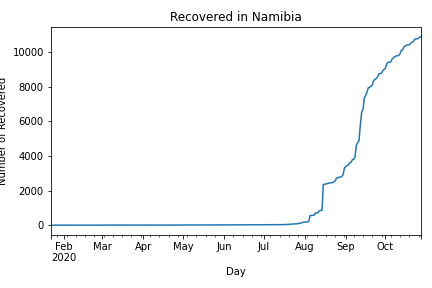 Recovered in Namibia
Number of Recovered
10000
8000
6000
4000
2000
0
Feb Mar Apr May Jun Jul Aug Sep Oct
2020
Day